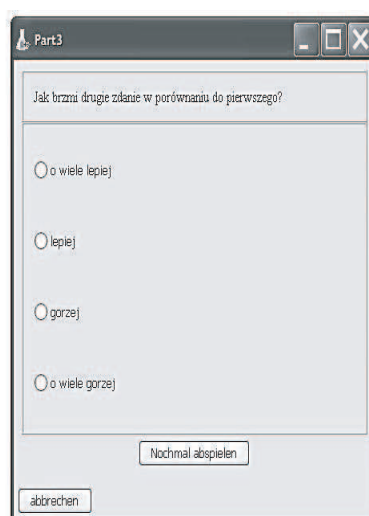 Part3
Jak brzmi drugie zdanie w porównaniu do pierwszego?
o wiele lepiej
lepiej
gorzej
o wiele gorzej
Nochmal abspielen
abbrechen